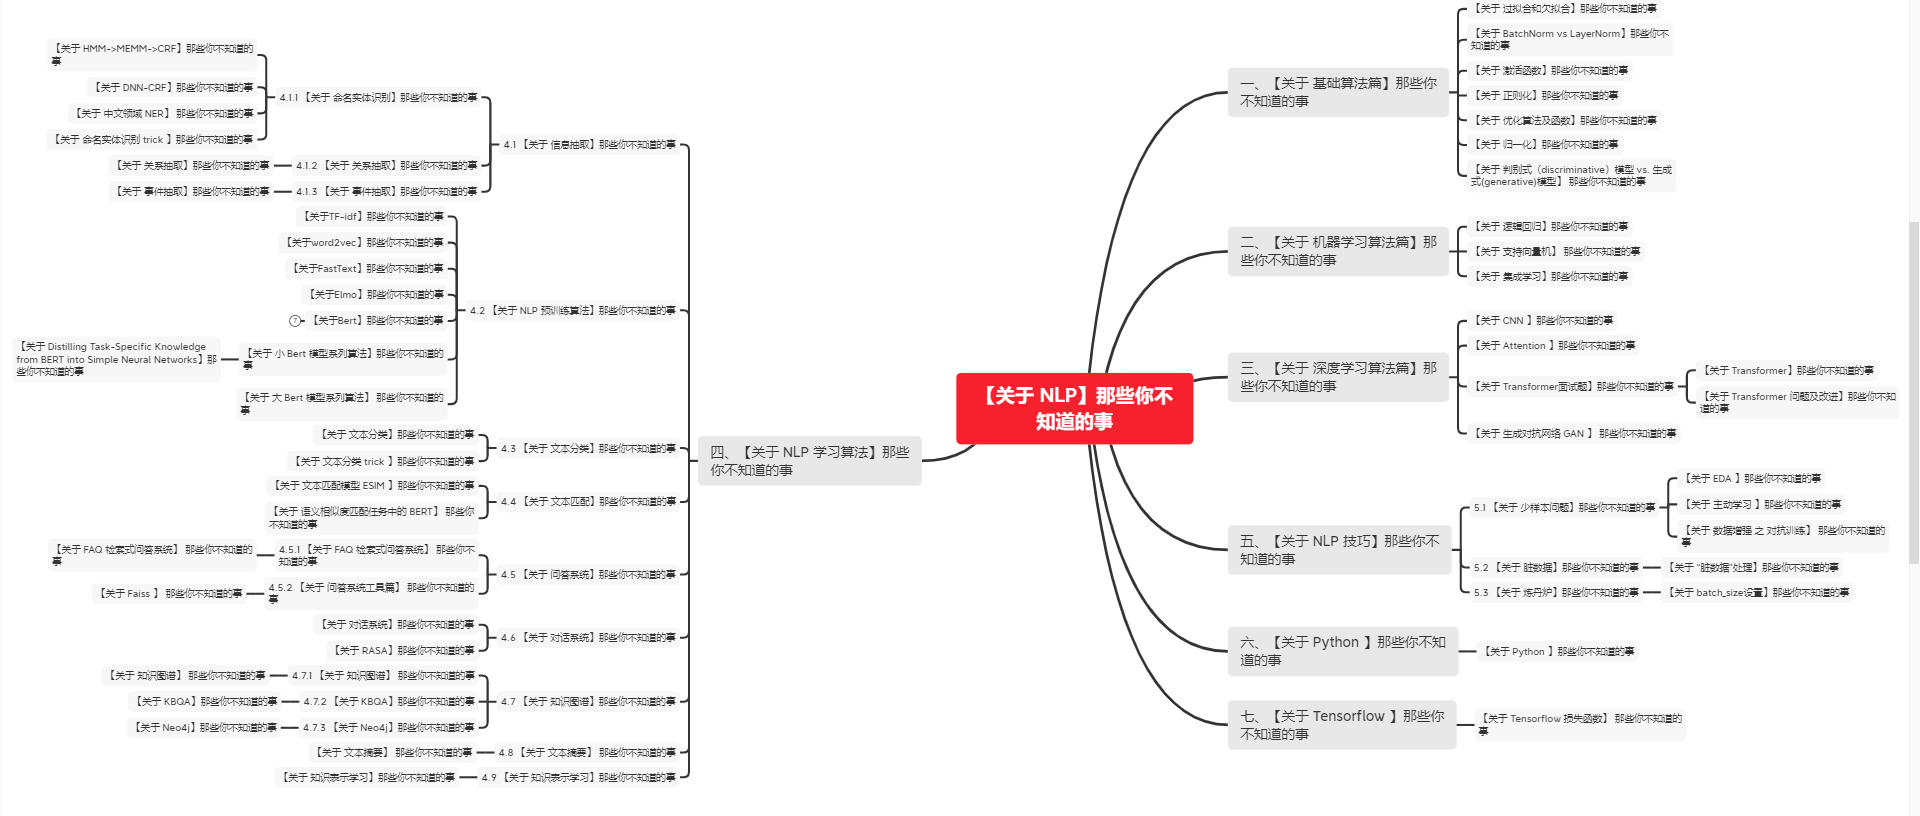 【关于 NLP】那些你不
知道的事
一、【关于 基础算法篇】那些你
不知道的事
【关于 过拟合和欠拟合】那些你不知道的事
【关于 BatchNorm vs LayerNorm】那些你不
知道的事
【关于 激活函数】那些你不知道的事
【关于 正则化】那些你不知道的事
【关于 优化算法及函数】那些你不知道的事
【关于 归一化】那些你不知道的事
【关于 判别式（discriminative）模型 vs. 生成
式(generative)模型】 那些你不知道的事
二、【关于 机器学习算法篇】那
些你不知道的事
【关于 逻辑回归】那些你不知道的事
【关于 支持向量机】 那些你不知道的事
【关于 集成学习】那些你不知道的事
三、【关于 深度学习算法篇】那
些你不知道的事
【关于 CNN 】那些你不知道的事
【关于 Attention 】那些你不知道的事
【关于 Transformer面试题】那些你不知道的事
【关于 Transformer】那些你不知道的事
【关于 Transformer 问题及改进】那些你不知
道的事
【关于 生成对抗网络 GAN 】 那些你不知道的事
四、【关于 NLP 学习算法】那些
你不知道的事
4.1 【关于 信息抽取】那些你不知道的事
4.1.1 【关于 命名实体识别】那些你不知道的事
【关于 HMM->MEMM->CRF】那些你不知道的
事
【关于 DNN-CRF】那些你不知道的事
【关于 中文领域 NER】 那些你不知道的事
【关于 命名实体识别 trick 】那些你不知道的事
4.1.2 【关于 关系抽取】那些你不知道的事
【关于 关系抽取】那些你不知道的事
4.1.3 【关于 事件抽取】那些你不知道的事
【关于 事件抽取】那些你不知道的事
4.2 【关于 NLP 预训练算法】那些你不知道的事
【关于TF-idf】那些你不知道的事
【关于word2vec】那些你不知道的事
【关于FastText】那些你不知道的事
【关于Elmo】那些你不知道的事
【关于Bert】那些你不知道的事
7
【关于 小 Bert 模型系列算法】那些你不知道的
事
【关于 Distilling Task-Specific Knowledge
from BERT into Simple Neural Networks】那
些你不知道的事
【关于 大 Bert 模型系列算法】 那些你不知道的
事
4.3 【关于 文本分类】那些你不知道的事
【关于 文本分类】那些你不知道的事
【关于 文本分类 trick 】那些你不知道的事
4.4 【关于 文本匹配】那些你不知道的事
【关于 文本匹配模型 ESIM 】那些你不知道的事
【关于 语义相似度匹配任务中的 BERT】 那些你
不知道的事
4.5 【关于 问答系统】那些你不知道的事
4.5.1 【关于 FAQ 检索式问答系统】 那些你不
知道的事
【关于 FAQ 检索式问答系统】 那些你不知道的
事
4.5.2 【关于 问答系统工具篇】 那些你不知道的
事
【关于 Faiss 】 那些你不知道的事
4.6 【关于 对话系统】那些你不知道的事
【关于 对话系统】那些你不知道的事
【关于 RASA】那些你不知道的事
4.7 【关于 知识图谱】那些你不知道的事
4.7.1 【关于 知识图谱】 那些你不知道的事
【关于 知识图谱】 那些你不知道的事
4.7.2 【关于 KBQA】那些你不知道的事
【关于 KBQA】那些你不知道的事
4.7.3 【关于 Neo4j】那些你不知道的事
【关于 Neo4j】那些你不知道的事
4.8 【关于 文本摘要】 那些你不知道的事
【关于 文本摘要】 那些你不知道的事
4.9 【关于 知识表示学习】那些你不知道的事
【关于 知识表示学习】那些你不知道的事
五、【关于 NLP 技巧】那些你不
知道的事
5.1 【关于 少样本问题】那些你不知道的事
【关于 EDA 】那些你不知道的事
【关于 主动学习 】那些你不知道的事
【关于 数据增强 之 对抗训练】 那些你不知道的
事
5.2 【关于 脏数据】那些你不知道的事
【关于 “脏数据”处理】那些你不知道的事
5.3 【关于 炼丹炉】那些你不知道的事
【关于 batch_size设置】那些你不知道的事
六、【关于 Python 】那些你不知
道的事
【关于 Python 】那些你不知道的事
七、【关于 Tensorflow 】那些你
不知道的事
【关于 Tensorflow 损失函数】 那些你不知道的
事